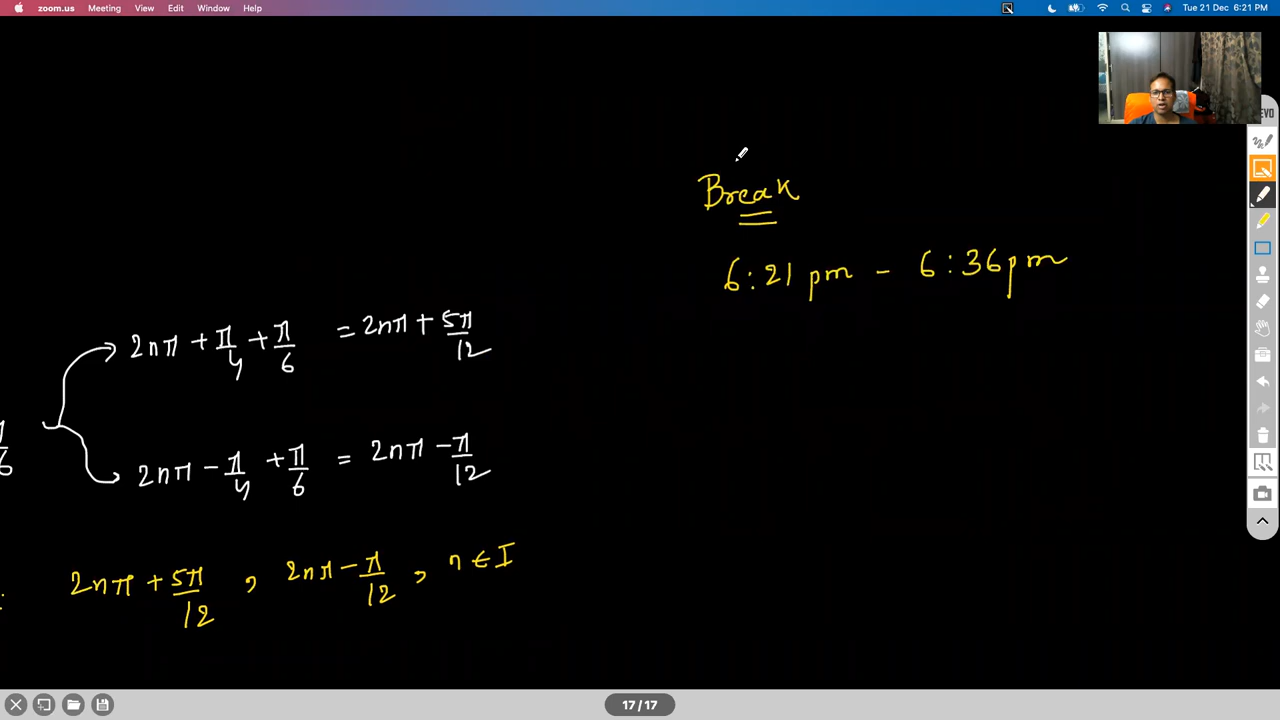 zoom.us Meeting View Edit Window Help
Tue 21 Dec 6:21 PM
Break
6:21 pm - 6:36 pm
2nπ + π/4 + π/6 = 2nπ + 5π/12
π/6
2nπ - π/4 + π/6 = 2nπ - π/12
: 2nπ + 5π/12 , 2nπ - π/12 , n ∈ I
17/17